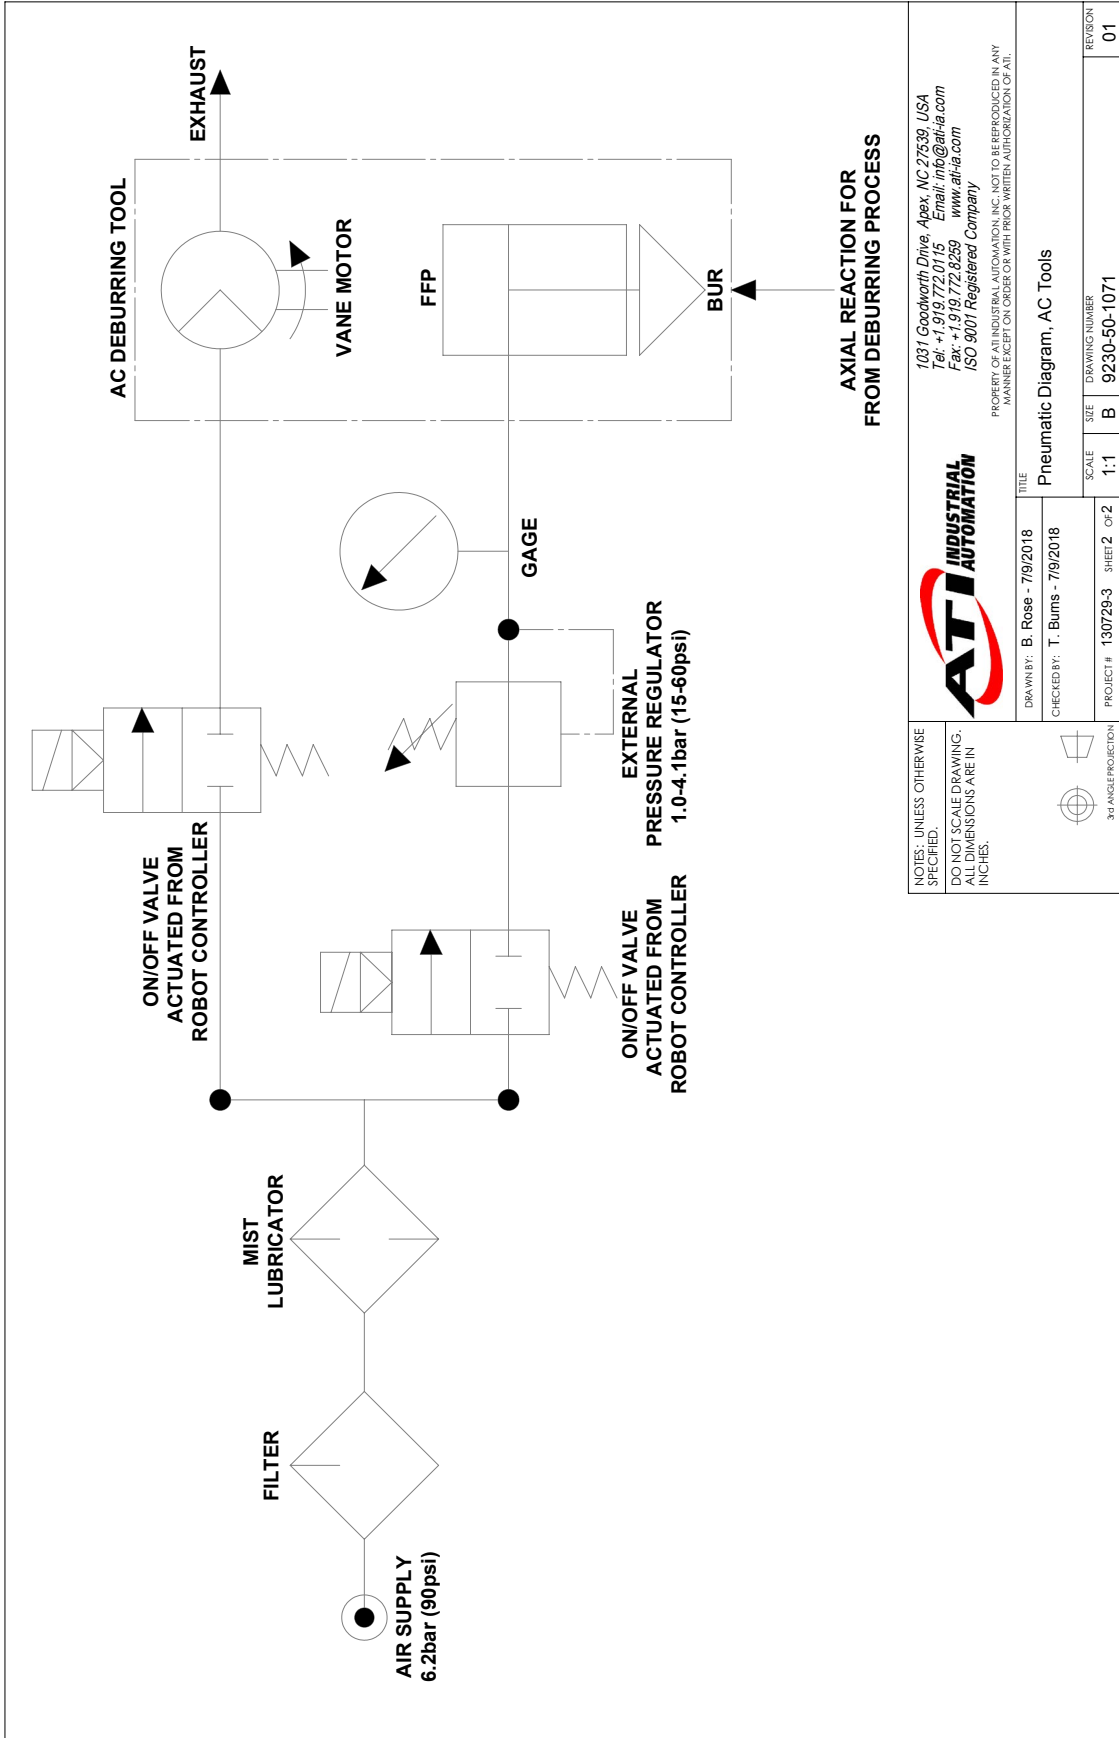 AIR SUPPLY
6.2bar (90psi)
FILTER
MIST
LUBRICATOR
ON/OFF VALVE
ACTUATED FROM
ROBOT CONTROLLER
ON/OFF VALVE
ACTUATED FROM
ROBOT CONTROLLER
EXTERNAL
PRESSURE REGULATOR
1.0-4.1bar (15-60psi)
GAGE
AC DEBURRING TOOL
VANE MOTOR
EXHAUST
FFP
BUR
AXIAL REACTION FOR
FROM DEBURRING PROCESS
NOTES: UNLESS OTHERWISE
SPECIFIED.
DO NOT SCALE DRAWING.
ALL DIMENSIONS ARE IN
INCHES.
3rd ANGLE PROJECTION
ATI INDUSTRIAL
AUTOMATION
1031 Goodworth Drive, Apex, NC 27539, USA
Tel: +1.919.772.0115 Email: info@ati-ia.com
Fax: +1.919.772.8259 www.ati-ia.com
ISO 9001 Registered Company
PROPERTY OF ATI INDUSTRIAL AUTOMATION, INC. NOT TO BE REPRODUCED IN ANY
MANNER EXCEPT ON ORDER OR WITH PRIOR WRITTEN AUTHORIZATION OF ATI.
DRAWN BY: B. Rose - 7/9/2018
CHECKED BY: T. Burns - 7/9/2018
TITLE
Pneumatic Diagram, AC Tools
PROJECT # 130729-3 SHEET 2 OF 2
SCALE
1:1
SIZE
B
DRAWING NUMBER
9230-50-1071
REVISION
01